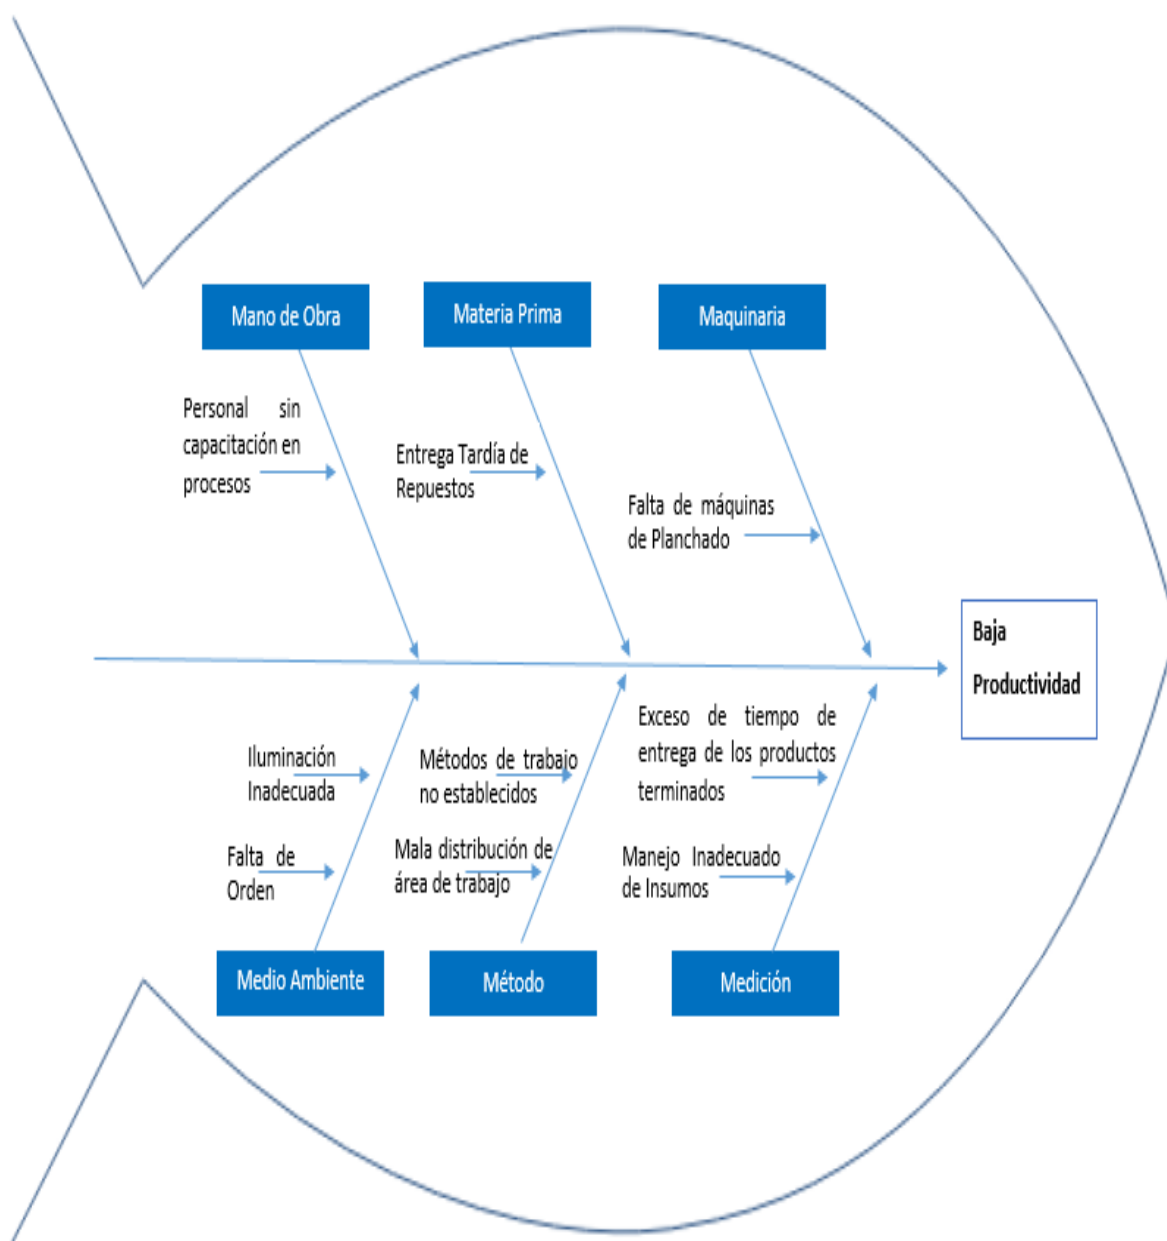 Mano de Obra
Materia Prima
Maquinaria
Personal sin
capacitación en
procesos
Entrega Tardía de
Repuestos
Falta de máquinas
de Planchado
Baja
Productividad
Iluminación
Inadecuada
Falta de
Orden
Métodos de trabajo
no establecidos
Mala distribución de
área de trabajo
Exceso de tiempo de
entrega de los productos
terminados
Manejo Inadecuado
de Insumos
Medio Ambiente
Método
Medición